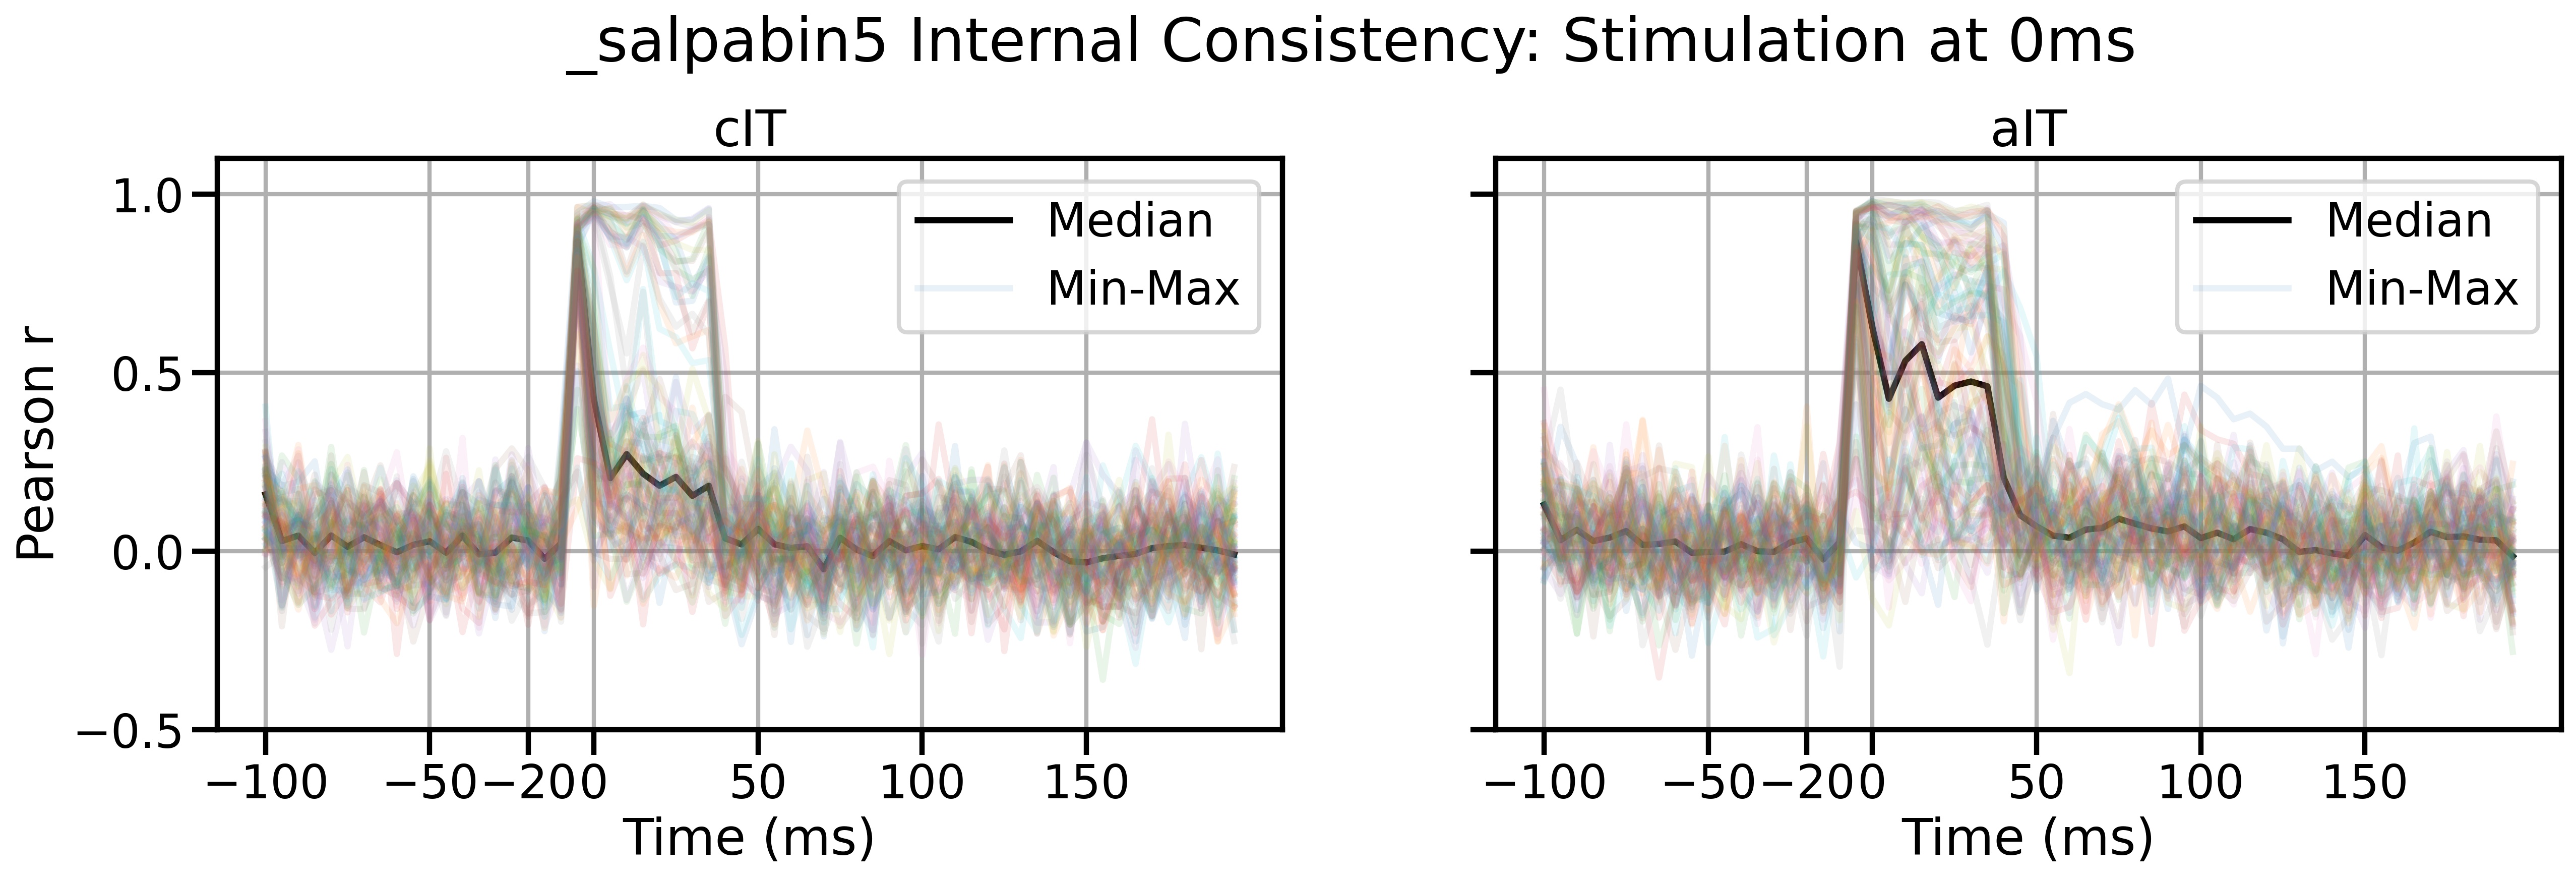 _salpabin5 Internal Consistency: Stimulation at 0ms
cIT
aIT
Pearson r
1.0
0.5
0.0
−0.5
Median
Min-Max
Median
Min-Max
−100 −50 −20 0 0 50 100 150
−100 −50 −20 0 0 50 100 150
Time (ms)
Time (ms)